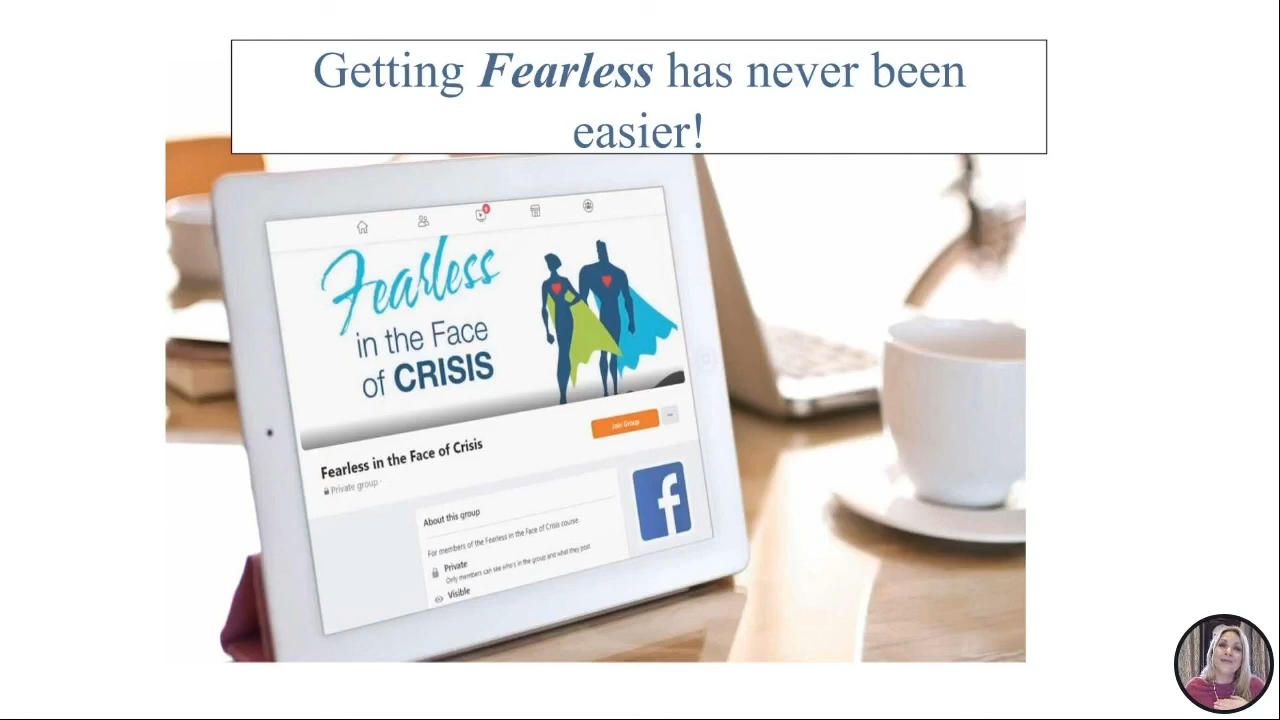 Getting Fearless has never been
easier!
Fearless
in the Face
of CRISIS
Join Group
Fearless in the Face of Crisis
Private group ·
About this group
For members of the Fearless in the Face of Crisis course.
Private
Only members can see who's in the group and what they post.
Visible